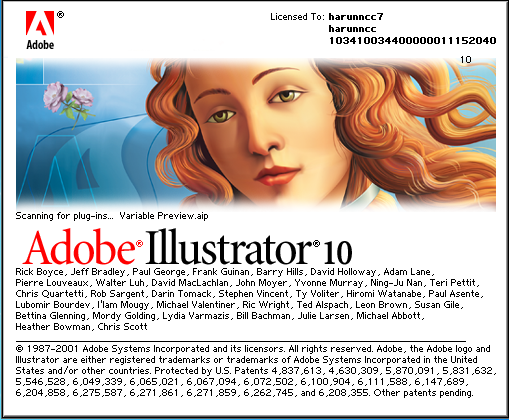 Adobe®
Licensed To: harunncc7
harunncc
103410034400000011152040
10
Scanning for plug-ins... Variable Preview.aip
Adobe® Illustrator® 10
Rick Boyce, Jeff Bradley, Paul George, Frank Guinan, Barry Hills, David Holloway, Adam Lane,
Pierre Louveaux, Walter Luh, David MacLachlan, John Moyer, Yvonne Murray, Ning-Ju Nan, Teri Pettit,
Chris Quartetti, Rob Sargent, Darin Tomack, Stephen Vincent, Ty Voliter, Hiromi Watanabe, Paul Asente,
Lubomir Bourdev, I'lam Mougy, Michael Valentiner, Ric Wright, Ted Alspach, Leon Brown, Susan Gile,
Bettina Glenning, Mordy Golding, Lydia Varmazis, Bill Bachman, Julie Larsen, Michael Abbott,
Heather Bowman, Chris Scott
© 1987-2001 Adobe Systems Incorporated and its licensors. All rights reserved. Adobe, the Adobe logo and
Illustrator are either registered trademarks or trademarks of Adobe Systems Incorporated in the United
States and/or other countries. Protected by U.S. Patents 4,837,613, 4,630,309, 5,870,091, 5,831,632,
5,546,528, 6,049,339, 6,065,021, 6,067,094, 6,072,502, 6,100,904, 6,111,588, 6,147,689,
6,204,858, 6,275,587, 6,271,861, 6,271,859, 6,262,745, and 6,208,355. Other patents pending.